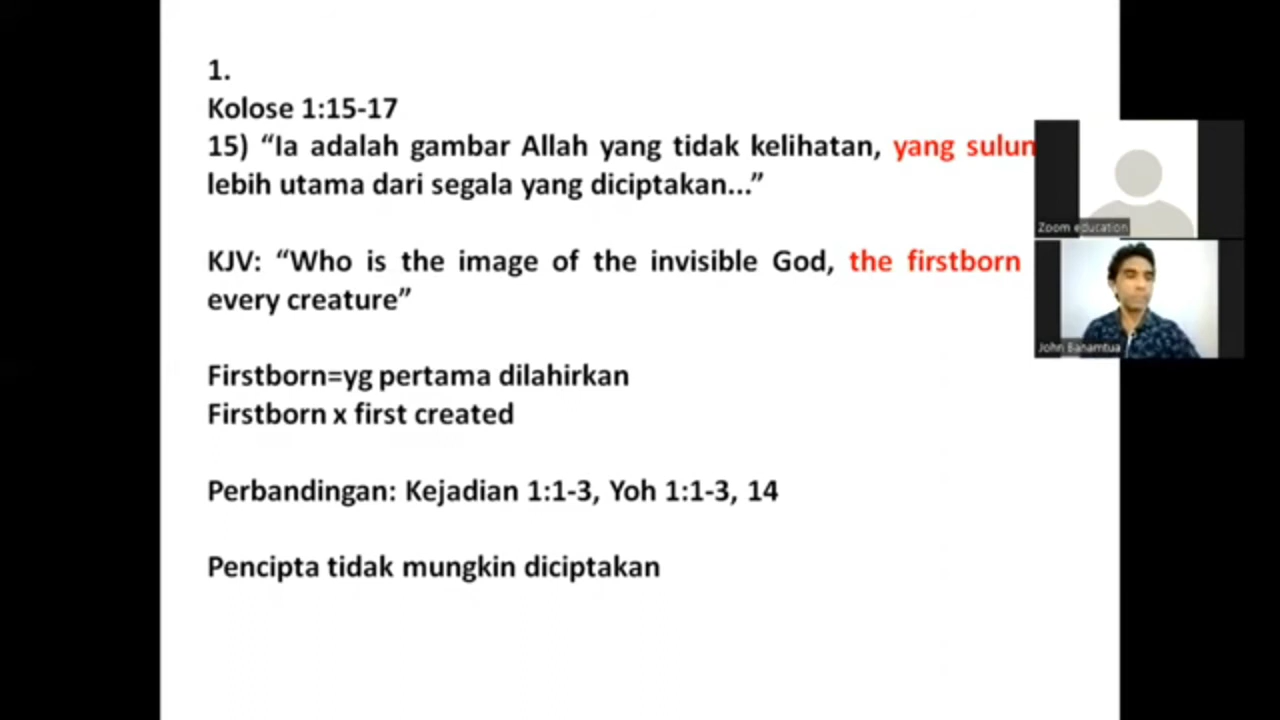 1.
Kolose 1:15-17
15) “Ia adalah gambar Allah yang tidak kelihatan, yang
lebih utama dari segala yang diciptakan...”
KJV: “Who is the image of the invisible God, the firstborn
every creature”
Firstborn=yg pertama dilahirkan
Firstborn x first created
Perbandingan: Kejadian 1:1-3, Yoh 1:1-3, 14
Pencipta tidak mungkin diciptakan
Zoom education
John Banamtua